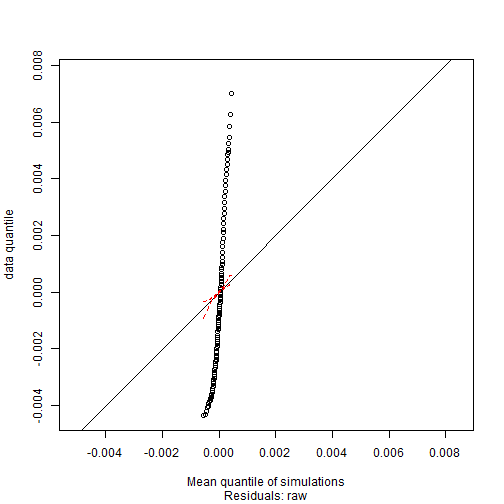 0.008
0.006
0.004
0.002
0.000
-0.002
-0.004
data quantile
-0.004 -0.002 0.000 0.002 0.004 0.006 0.008
Mean quantile of simulations
Residuals: raw